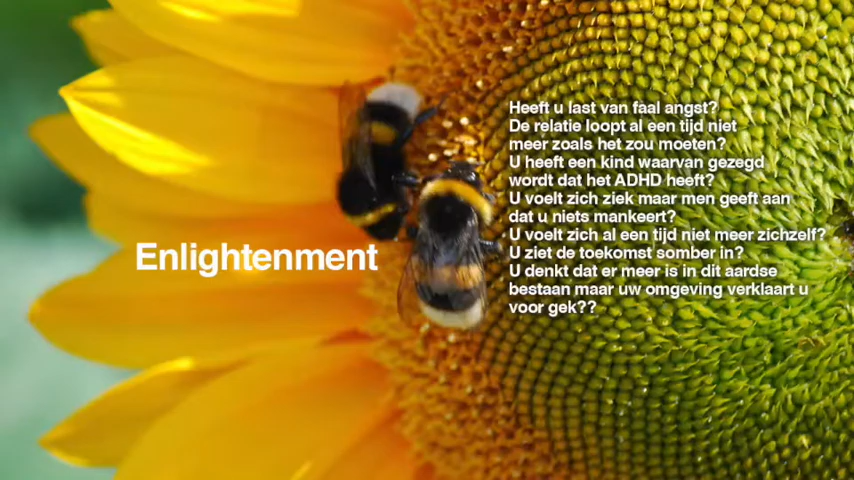 Enlightenment
Heeft u last van faal angst?
De relatie loopt al een tijd niet
meer zoals het zou moeten?
U heeft een kind waarvan gezegd
wordt dat het ADHD heeft?
U voelt zich ziek maar men geeft aan
dat u niets mankeert?
U voelt zich al een tijd niet meer zichzelf?
U ziet de toekomst somber in?
U denkt dat er meer is in dit aardse
bestaan maar uw omgeving verklaart u
voor gek??